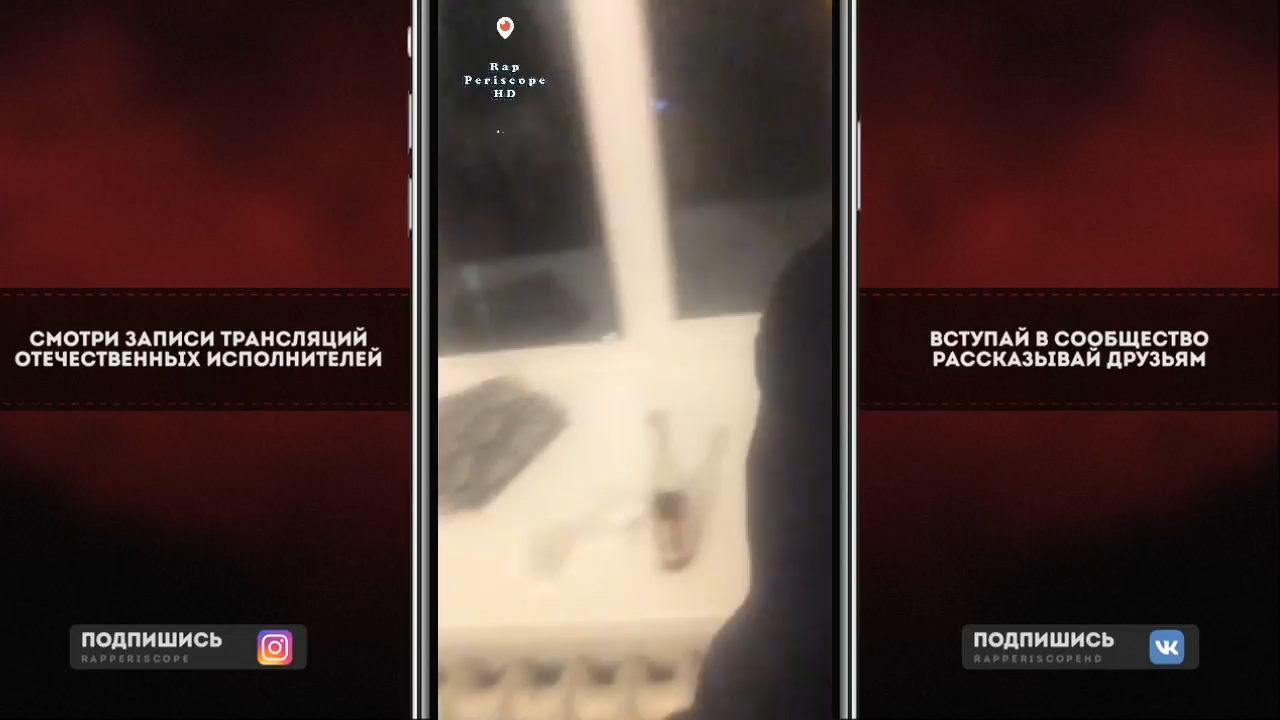 Rap
Periscope
HD
СМОТРИ ЗАПИСИ ТРАНСЛЯЦИЙ
ОТЕЧЕСТВЕННЫХ ИСПОЛНИТЕЛЕЙ
ВСТУПАЙ В СООБЩЕСТВО
РАССКАЗЫВАЙ ДРУЗЬЯМ
ПОДПИШИСЬ
RAPPERISCOPE
ПОДПИШИСЬ
RAPPERISCOPEHD